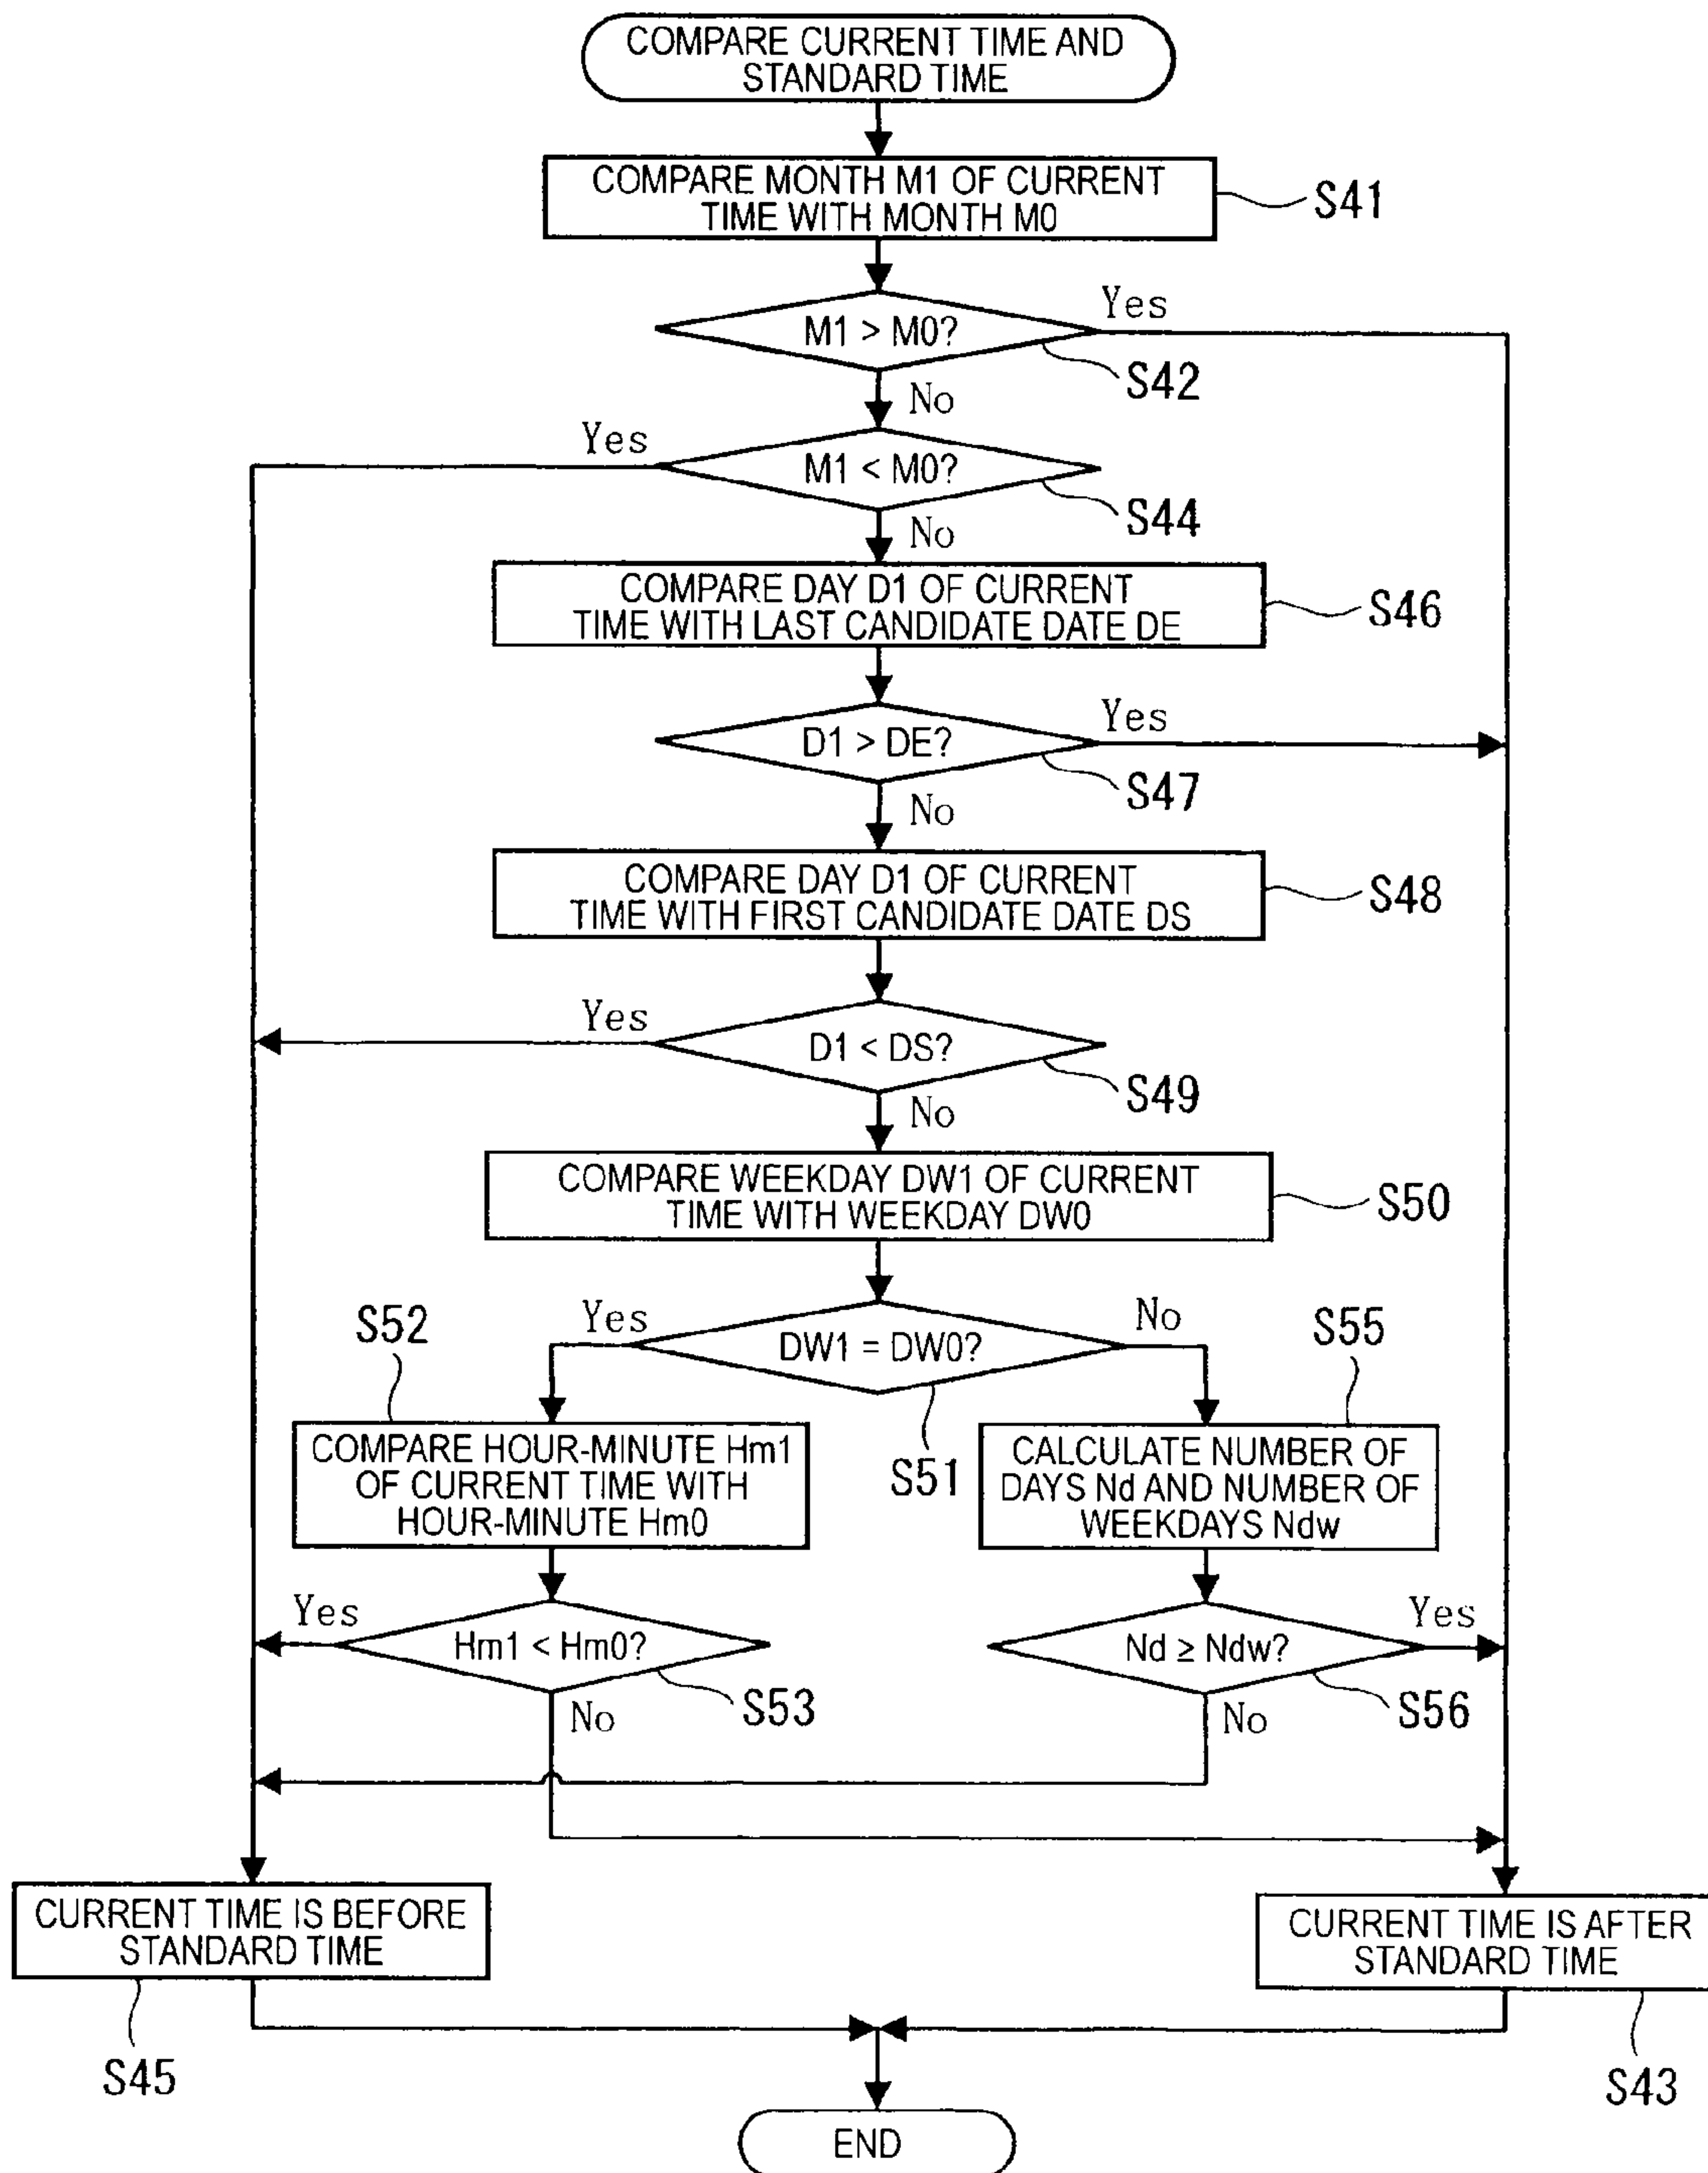 COMPARE CURRENT TIME AND
STANDARD TIME
COMPARE MONTH M1 OF CURRENT
TIME WITH MONTH M0
S41
M1 > M0?
Yes
S42
No
Yes
M1 < M0?
S44
No
COMPARE DAY D1 OF CURRENT
TIME WITH LAST CANDIDATE DATE DE
S46
D1 > DE?
Yes
S47
No
COMPARE DAY D1 OF CURRENT
TIME WITH FIRST CANDIDATE DATE DS
S48
Yes
D1 < DS?
S49
No
COMPARE WEEKDAY DW1 OF CURRENT
TIME WITH WEEKDAY DW0
S50
Yes
DW1 = DW0?
No
S51
S52
COMPARE HOUR-MINUTE Hm1
OF CURRENT TIME WITH
HOUR-MINUTE Hm0
S55
CALCULATE NUMBER OF
DAYS Nd AND NUMBER OF
WEEKDAYS Ndw
Yes
Hm1 < Hm0?
S53
No
Nd ≥ Ndw?
Yes
S56
No
CURRENT TIME IS BEFORE
STANDARD TIME
S45
CURRENT TIME IS AFTER
STANDARD TIME
S43
END